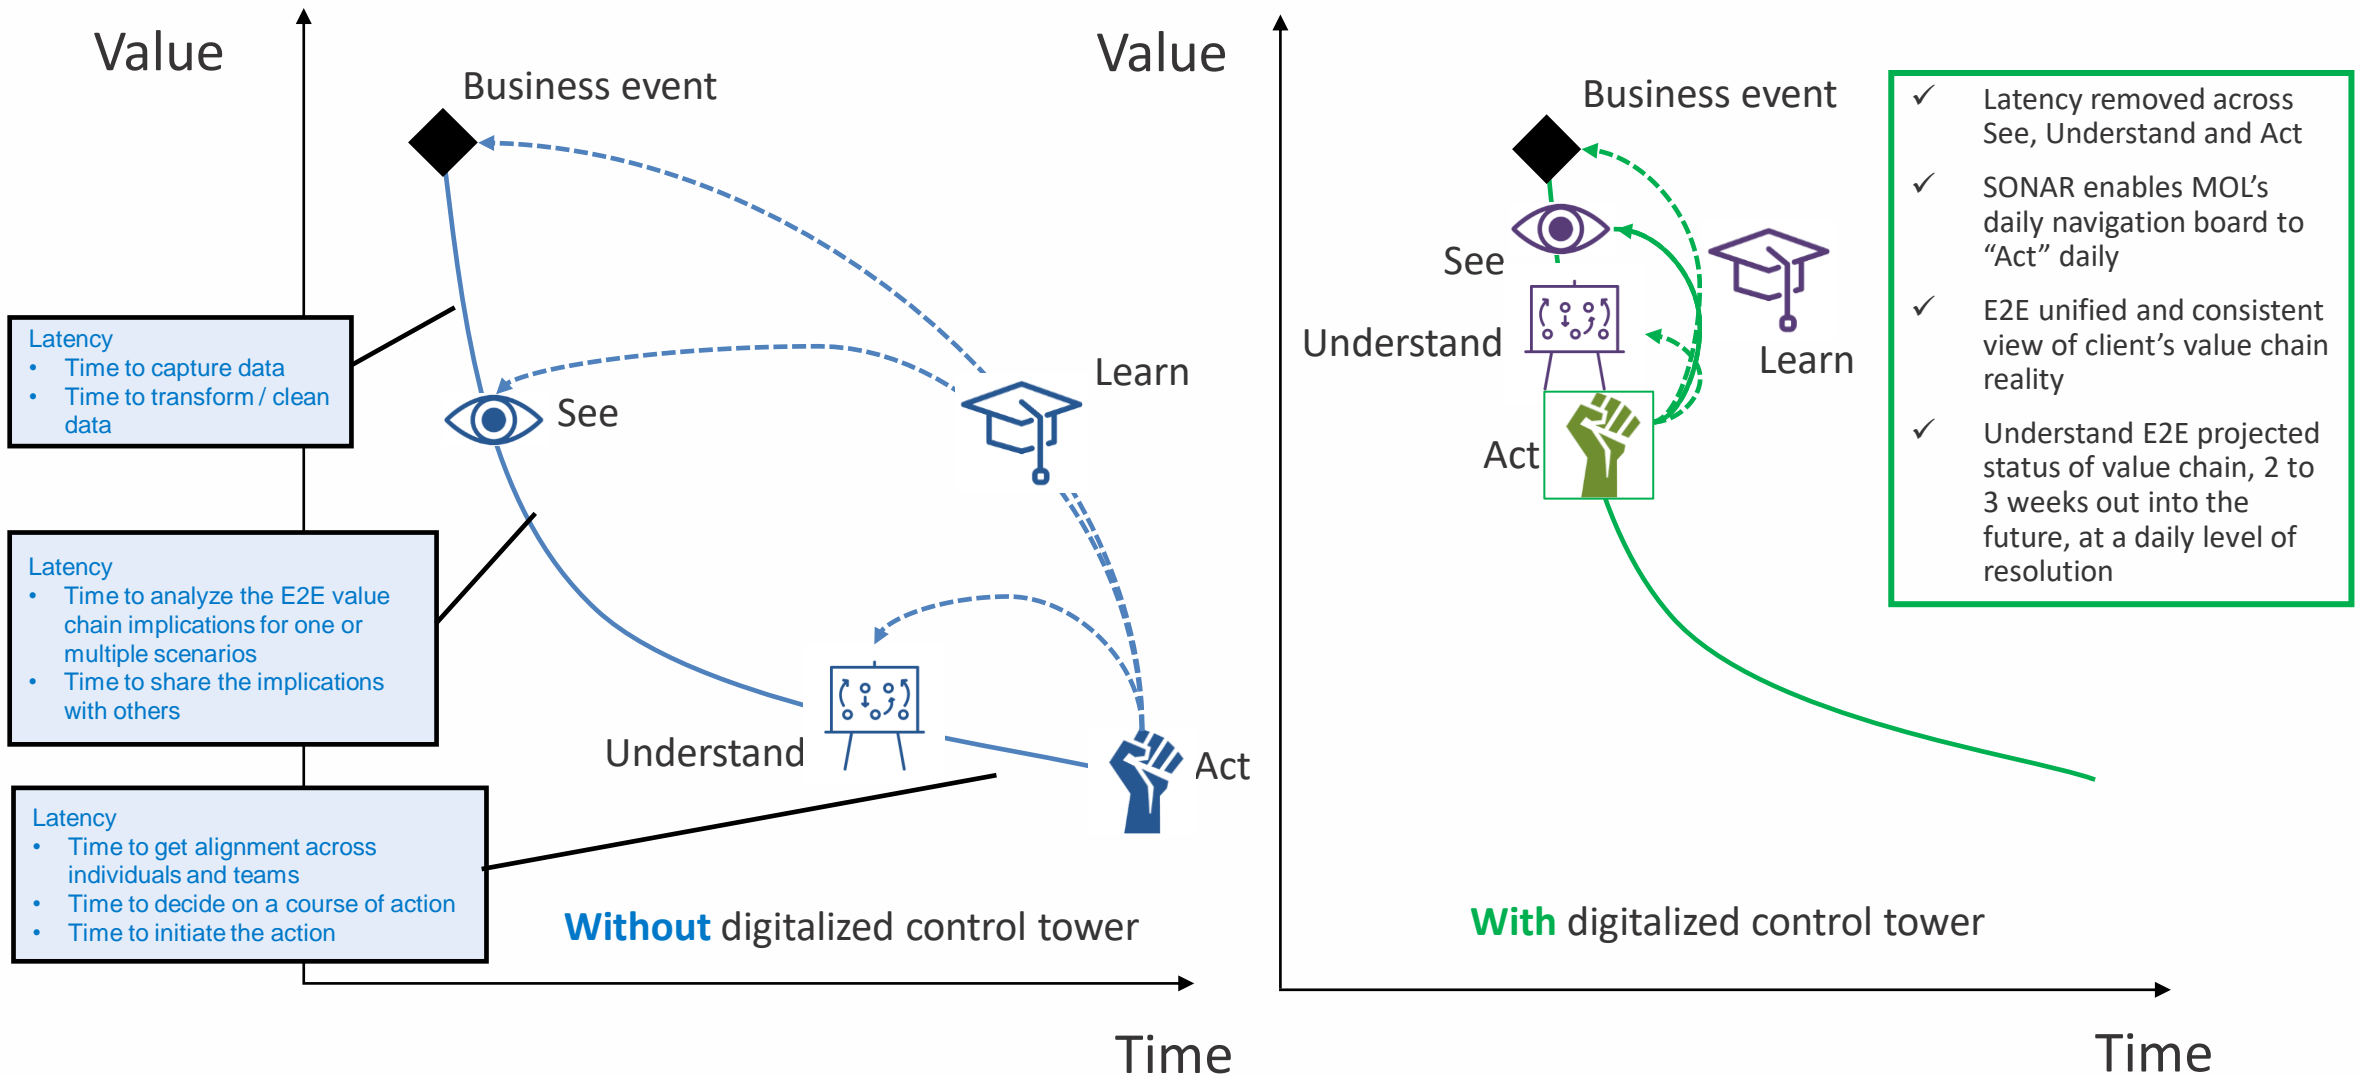 Value
Business event
Latency
• Time to capture data
• Time to transform / clean
data
See
Learn
Latency
• Time to analyze the E2E value
chain implications for one or
multiple scenarios
• Time to share the implications
with others
Understand
Act
Latency
• Time to get alignment across
individuals and teams
• Time to decide on a course of action
• Time to initiate the action
Without digitalized control tower
Time
Value
Business event
See
Understand
Learn
Act
✓ Latency removed across
See, Understand and Act
✓ SONAR enables MOL’s
daily navigation board to
“Act” daily
✓ E2E unified and consistent
view of client’s value chain
reality
✓ Understand E2E projected
status of value chain, 2 to
3 weeks out into the
future, at a daily level of
resolution
With digitalized control tower
Time